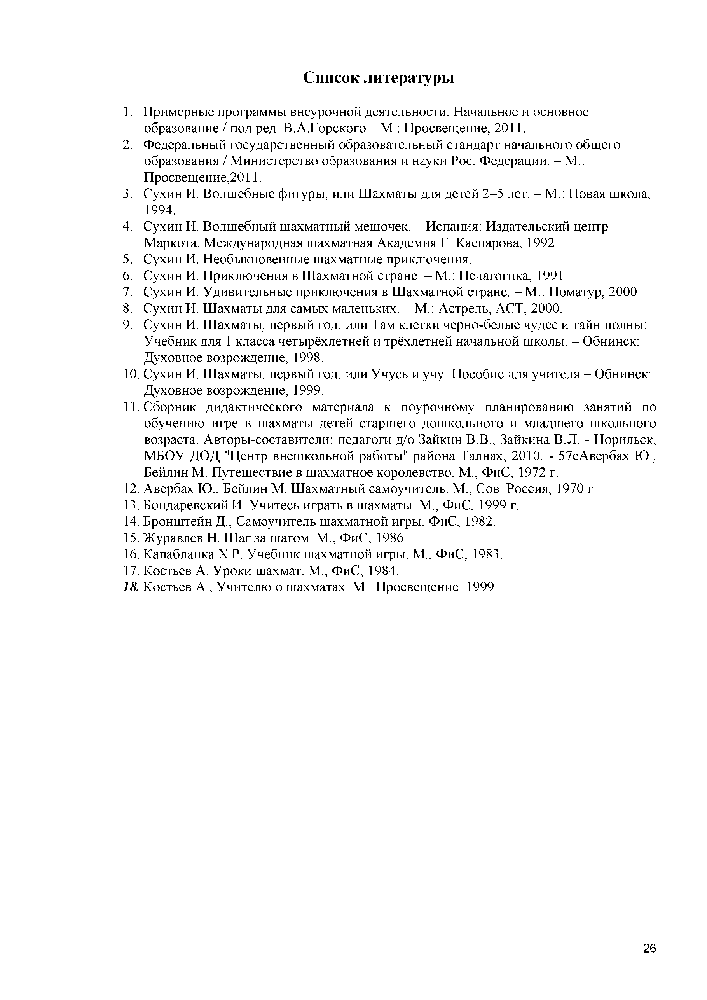 Список литературы
1. Примерные программы внеурочной деятельности. Начальное и основное
образование / под ред. В.А.Горского – М.: Просвещение, 2011.
2. Федеральный государственный образовательный стандарт начального общего
образования / Министерство образования и науки Рос. Федерации. – М.:
Просвещение,2011.
3. Сухин И. Волшебные фигуры, или Шахматы для детей 2–5 лет. – М.: Новая школа,
1994.
4. Сухин И. Волшебный шахматный мешочек. – Испания: Издательский центр
Маркота. Международная шахматная Академия Г. Каспарова, 1992.
5. Сухин И. Необыкновенные шахматные приключения.
6. Сухин И. Приключения в Шахматной стране. – М.: Педагогика, 1991.
7. Сухин И. Удивительные приключения в Шахматной стране. – М.: Поматур, 2000.
8. Сухин И. Шахматы для самых маленьких. – М.: Астрель, АСТ, 2000.
9. Сухин И. Шахматы, первый год, или Там клетки черно-белые чудес и тайн полны:
Учебник для 1 класса четырёхлетней и трёхлетней начальной школы. – Обнинск:
Духовное возрождение, 1998.
10. Сухин И. Шахматы, первый год, или Учусь и учу: Пособие для учителя – Обнинск:
Духовное возрождение, 1999.
11. Сборник дидактического материала к поурочному планированию занятий по
обучению игре в шахматы детей старшего дошкольного и младшего школьного
возраста. Авторы-составители: педагоги д/о Зайкин В.В., Зайкина В.Л. - Норильск,
МБОУ ДОД "Центр внешкольной работы" района Талнах, 2010. - 57сАвербах Ю.,
Бейлин М. Путешествие в шахматное королевство. М., ФиС, 1972 г.
12. Авербах Ю., Бейлин М. Шахматный самоучитель. М., Сов. Россия, 1970 г.
13. Бондаревский И. Учитесь играть в шахматы. М., ФиС, 1999 г.
14. Бронштейн Д., Самоучитель шахматной игры. ФиС, 1982.
15. Журавлев Н. Шаг за шагом. М., ФиС, 1986 .
16. Капабланка Х.Р. Учебник шахматной игры. М., ФиС, 1983.
17. Костьев А. Уроки шахмат. М., ФиС, 1984.
18. Костьев А., Учителю о шахматах. М., Просвещение. 1999 .
26